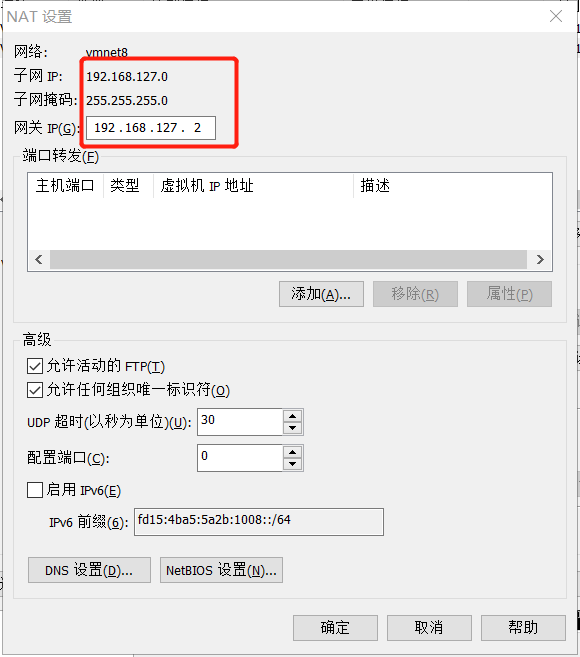 NAT 设置
网络: vmnet8
子网 IP: 192.168.127.0
子网掩码: 255.255.255.0
网关 IP(G): 192 . 168 . 127 . 2
端口转发(F)
主机端口 类型 虚拟机 IP 地址 描述
添加(A)... 移除(R) 属性(P)
高级
允许活动的 FTP(T)
允许任何组织唯一标识符(O)
UDP 超时(以秒为单位)(U): 30
配置端口(C): 0
启用 IPv6(E)
IPv6 前缀(6): fd15:4ba5:5a2b:1008::/64
DNS 设置(D)... NetBIOS 设置(N)...
确定 取消 帮助